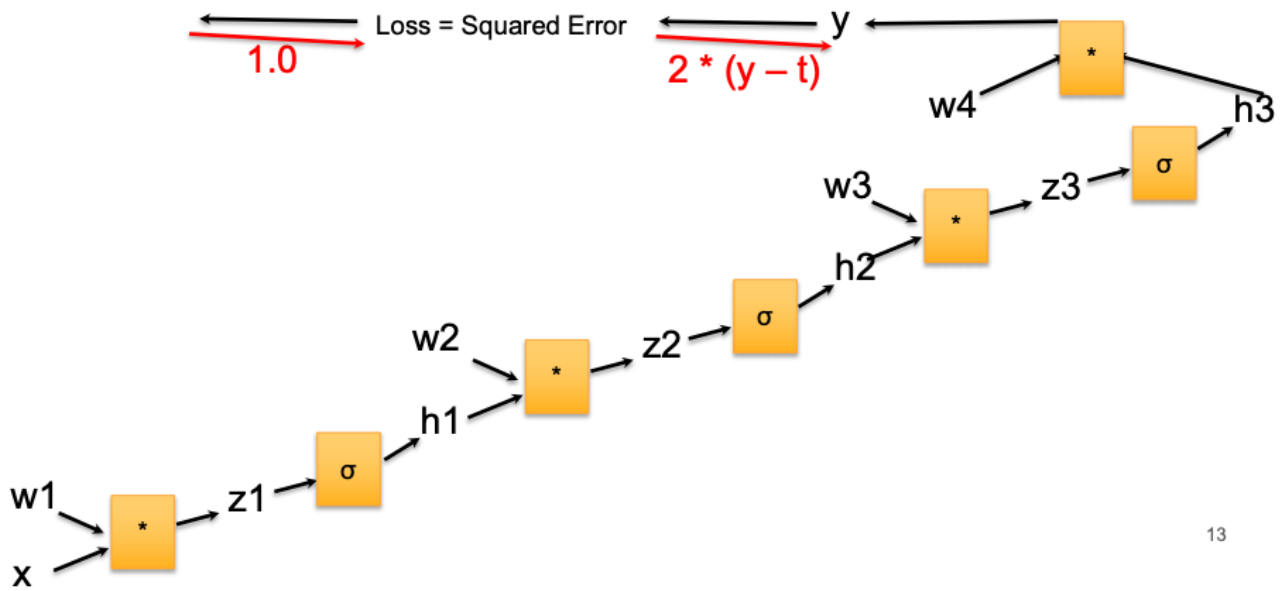 Loss = Squared Error
y
1.0
2 * (y – t)
*
w4
h3
σ
w3
z3
*
h2
σ
w2
z2
*
h1
σ
w1
z1
*
x
13